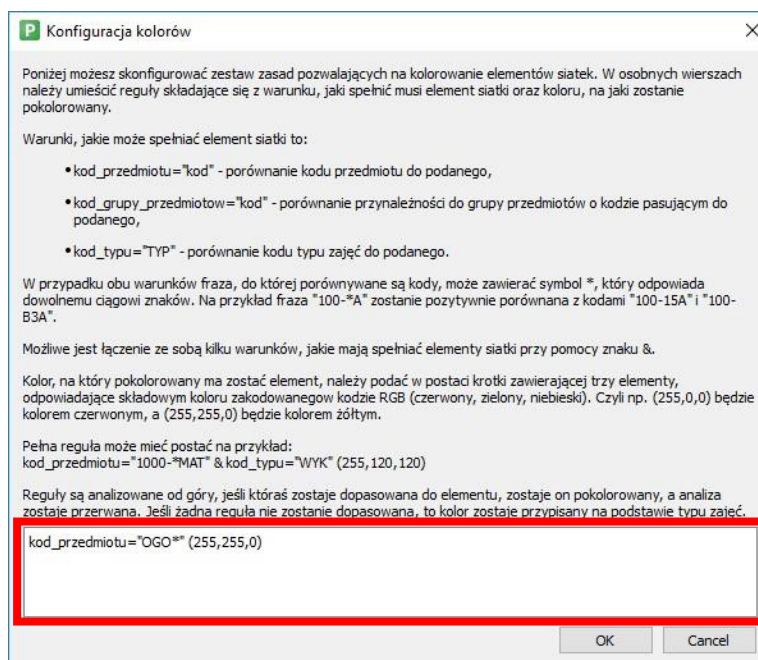 P Konfiguracja kolorów
Poniżej możesz skonfigurować zestaw zasad pozwalających na kolorowanie elementów siatek. W osobnych wierszach
należy umieścić reguły składające się z warunku, jaki spełnić musi element siatki oraz koloru, na jaki zostanie
pokolorowany.
Warunki, jakie może spełniać element siatki to:
•kod_przedmiotu="kod" - porównanie kodu przedmiotu do podanego,
•kod_grupy_przedmiotow="kod" - porównanie przynależności do grupy przedmiotów o kodzie pasującym do
podanego,
•kod_typu="TYP" - porównanie kodu typu zajęć do podanego.
W przypadku obu warunków fraza, do której porównywane są kody, może zawierać symbol *, który odpowiada
dowolnemu ciągowi znaków. Na przykład fraza "100-*A" zostanie pozytywnie porównana z kodami "100-15A" i "100-
B3A".
Możliwe jest łączenie ze sobą kilku warunków, jakie mają spełniać elementy siatki przy pomocy znaku &.
Kolor, na który pokolorowany ma zostać element, należy podać w postaci krotki zawierającej trzy elementy,
odpowiadające składowym koloru zakodowanegow kodzie RGB (czerwony, zielony, niebieski). Czyli np. (255,0,0) będzie
kolorem czerwonym, a (255,255,0) będzie kolorem żółtym.
Pełna reguła może mieć postać na przykład:
kod_przedmiotu="1000-*MAT" & kod_typu="WYK" (255,120,120)
Reguły są analizowane od góry, jeśli któraś zostaje dopasowana do elementu, zostaje on pokolorowany, a analiza
zostaje przerwana. Jeśli żadna reguła nie zostanie dopasowana, to kolor zostaje przypisany na podstawie typu zajęć.
kod_przedmiotu="OGO*" (255,255,0)
OK Cancel